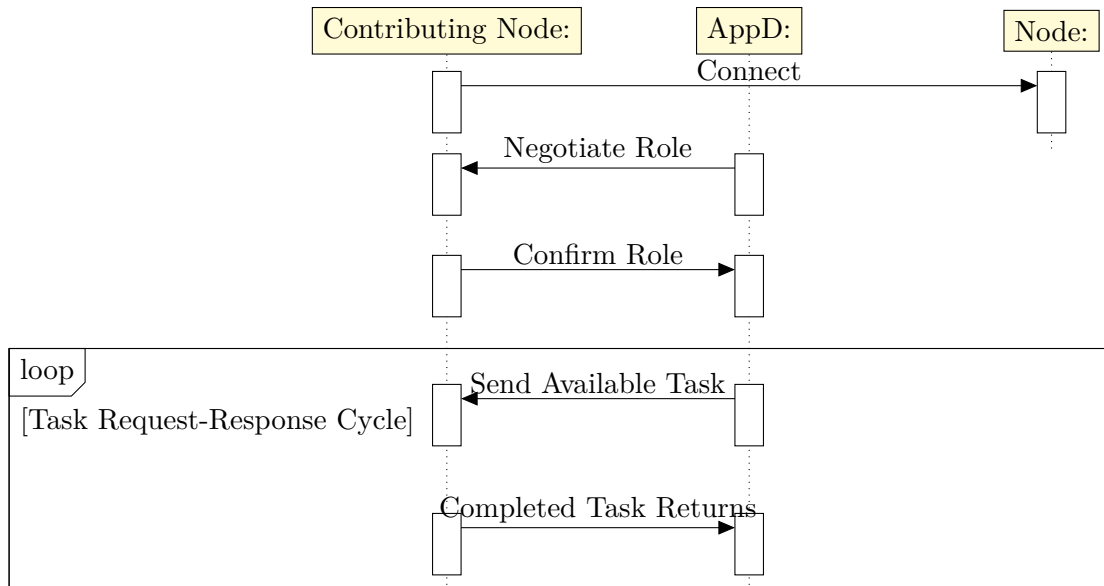 Contributing Node:
AppD:
Node:
Connect
Negotiate Role
Confirm Role
loop
Send Available Task
[Task Request-Response Cycle]
Completed Task Returns